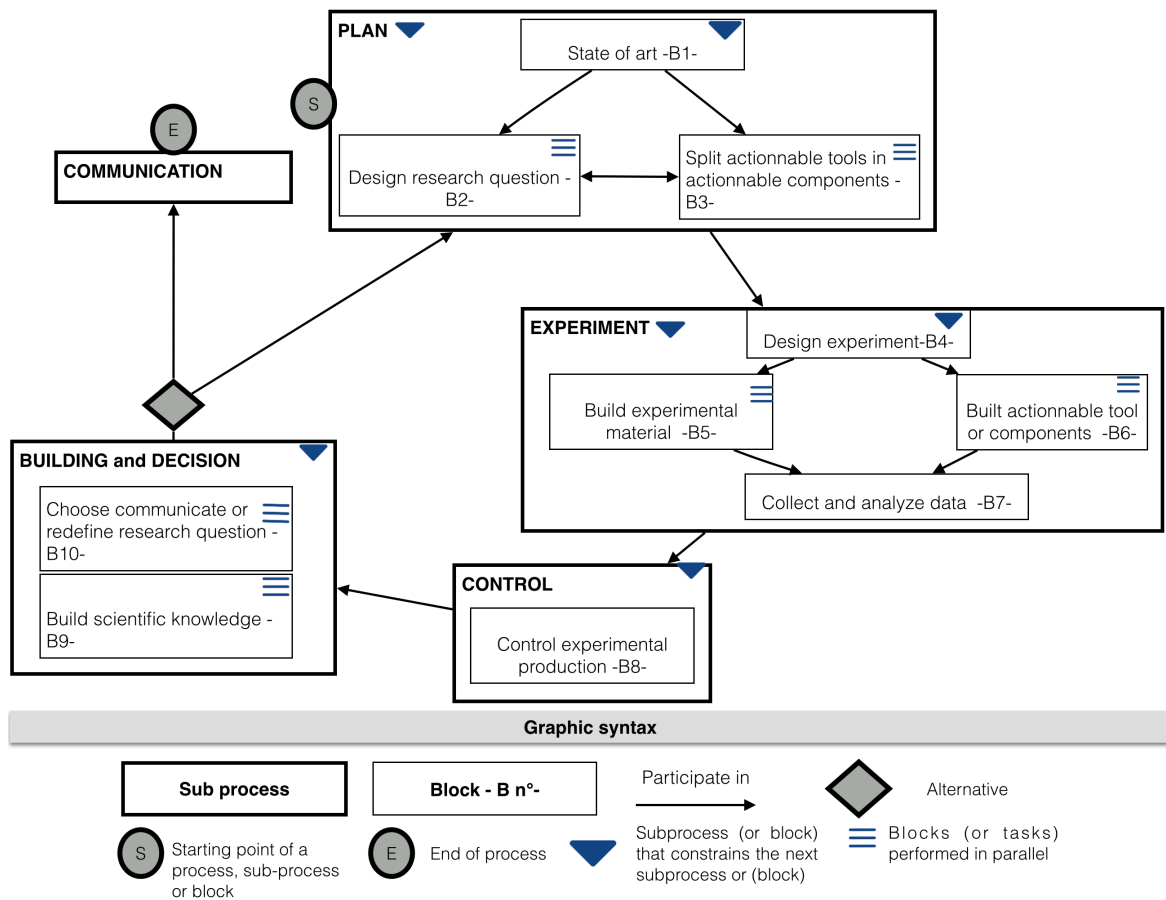 PLAN
State of art -B1-
S
Design research question -
B2-
Split actionnable tools in
actionnable components -
B3-
E
COMMUNICATION
EXPERIMENT
Design experiment-B4-
Build experimental
material -B5-
Built actionnable tool
or components -B6-
Collect and analyze data -B7-
BUILDING and DECISION
Choose communicate or
redefine research question -
B10-
Build scientific knowledge -
B9-
CONTROL
Control experimental
production -B8-
Graphic syntax
Sub process
Block - B n°-
Participate in
Alternative
S
Starting point of a
process, sub-process
or block
E
End of process
Subprocess (or block)
that constrains the next
subprocess or (block)
Blocks (or tasks)
performed in parallel